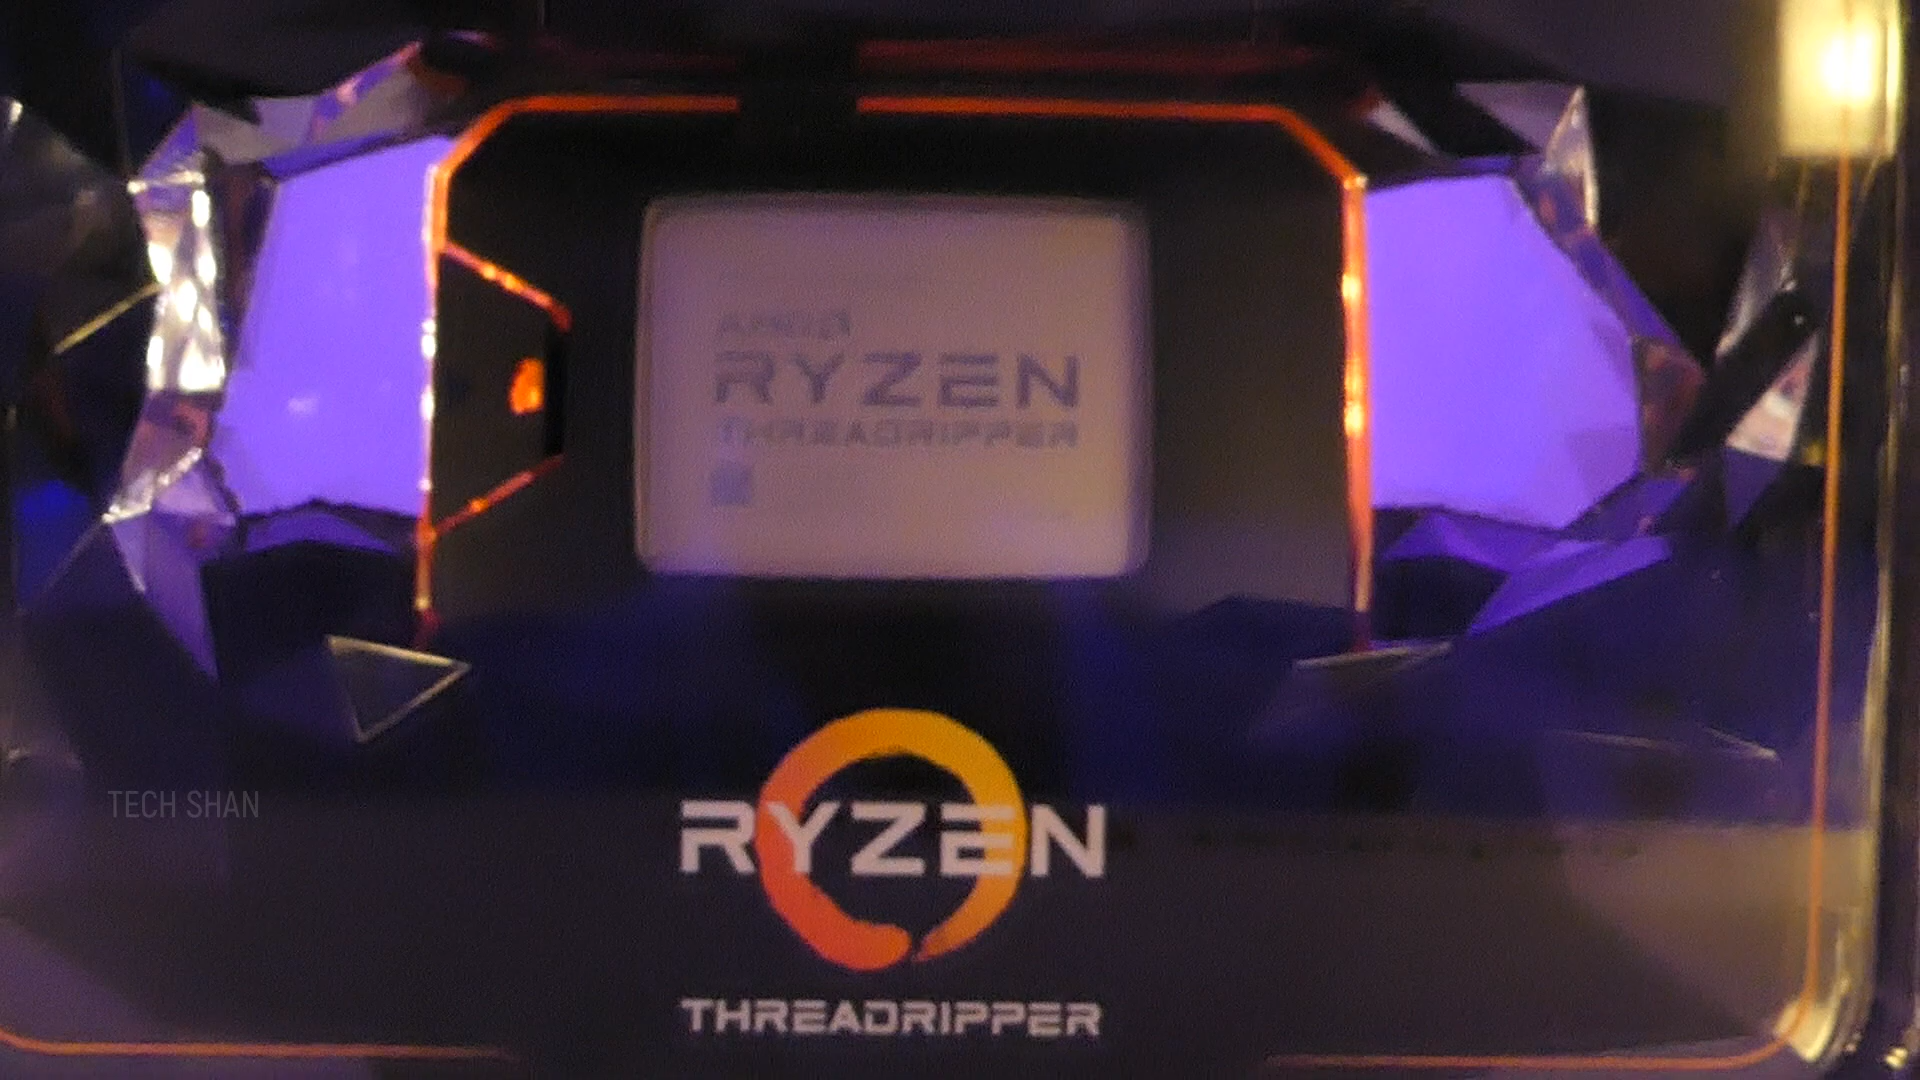 AMD
RYZEN
THREADRIPPER
TECH SHAN
RYZEN
THREADRIPPER